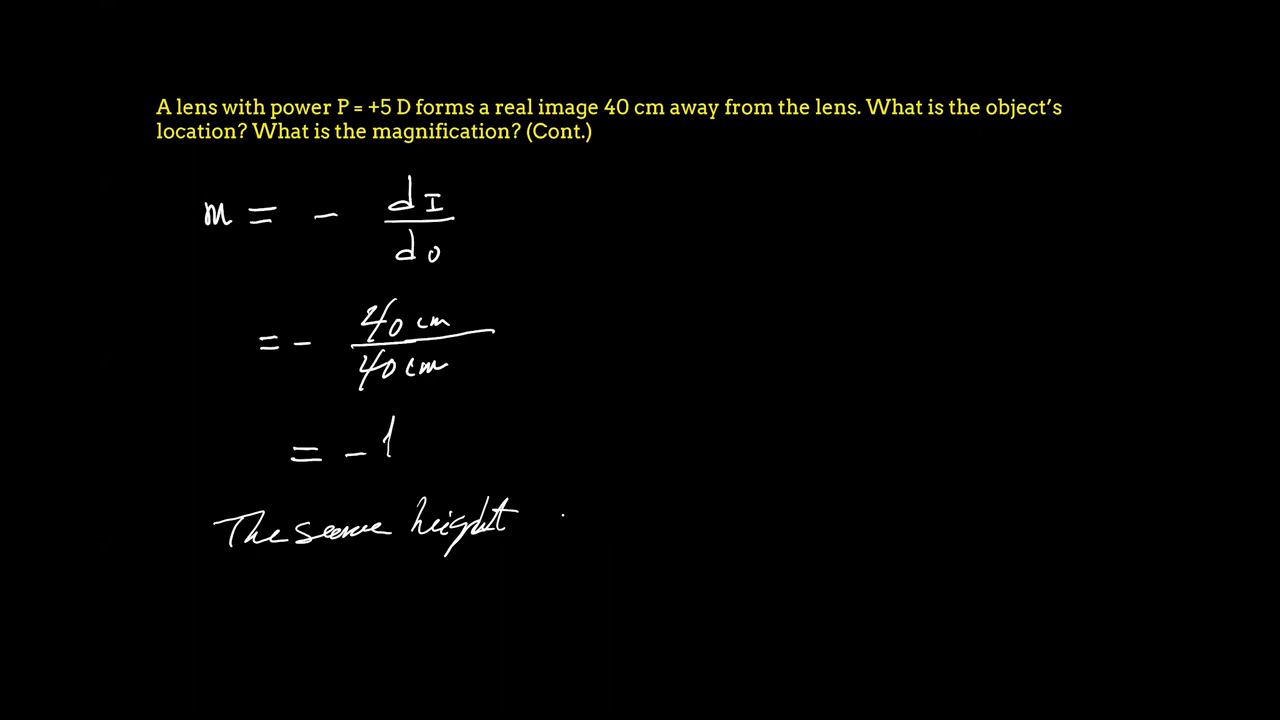 A lens with power P = +5 D forms a real image 40 cm away from the lens. What is the object's
location? What is the magnification? (Cont.)
m = - dI/do
= - 40 cm/40 cm
= -1
The same height